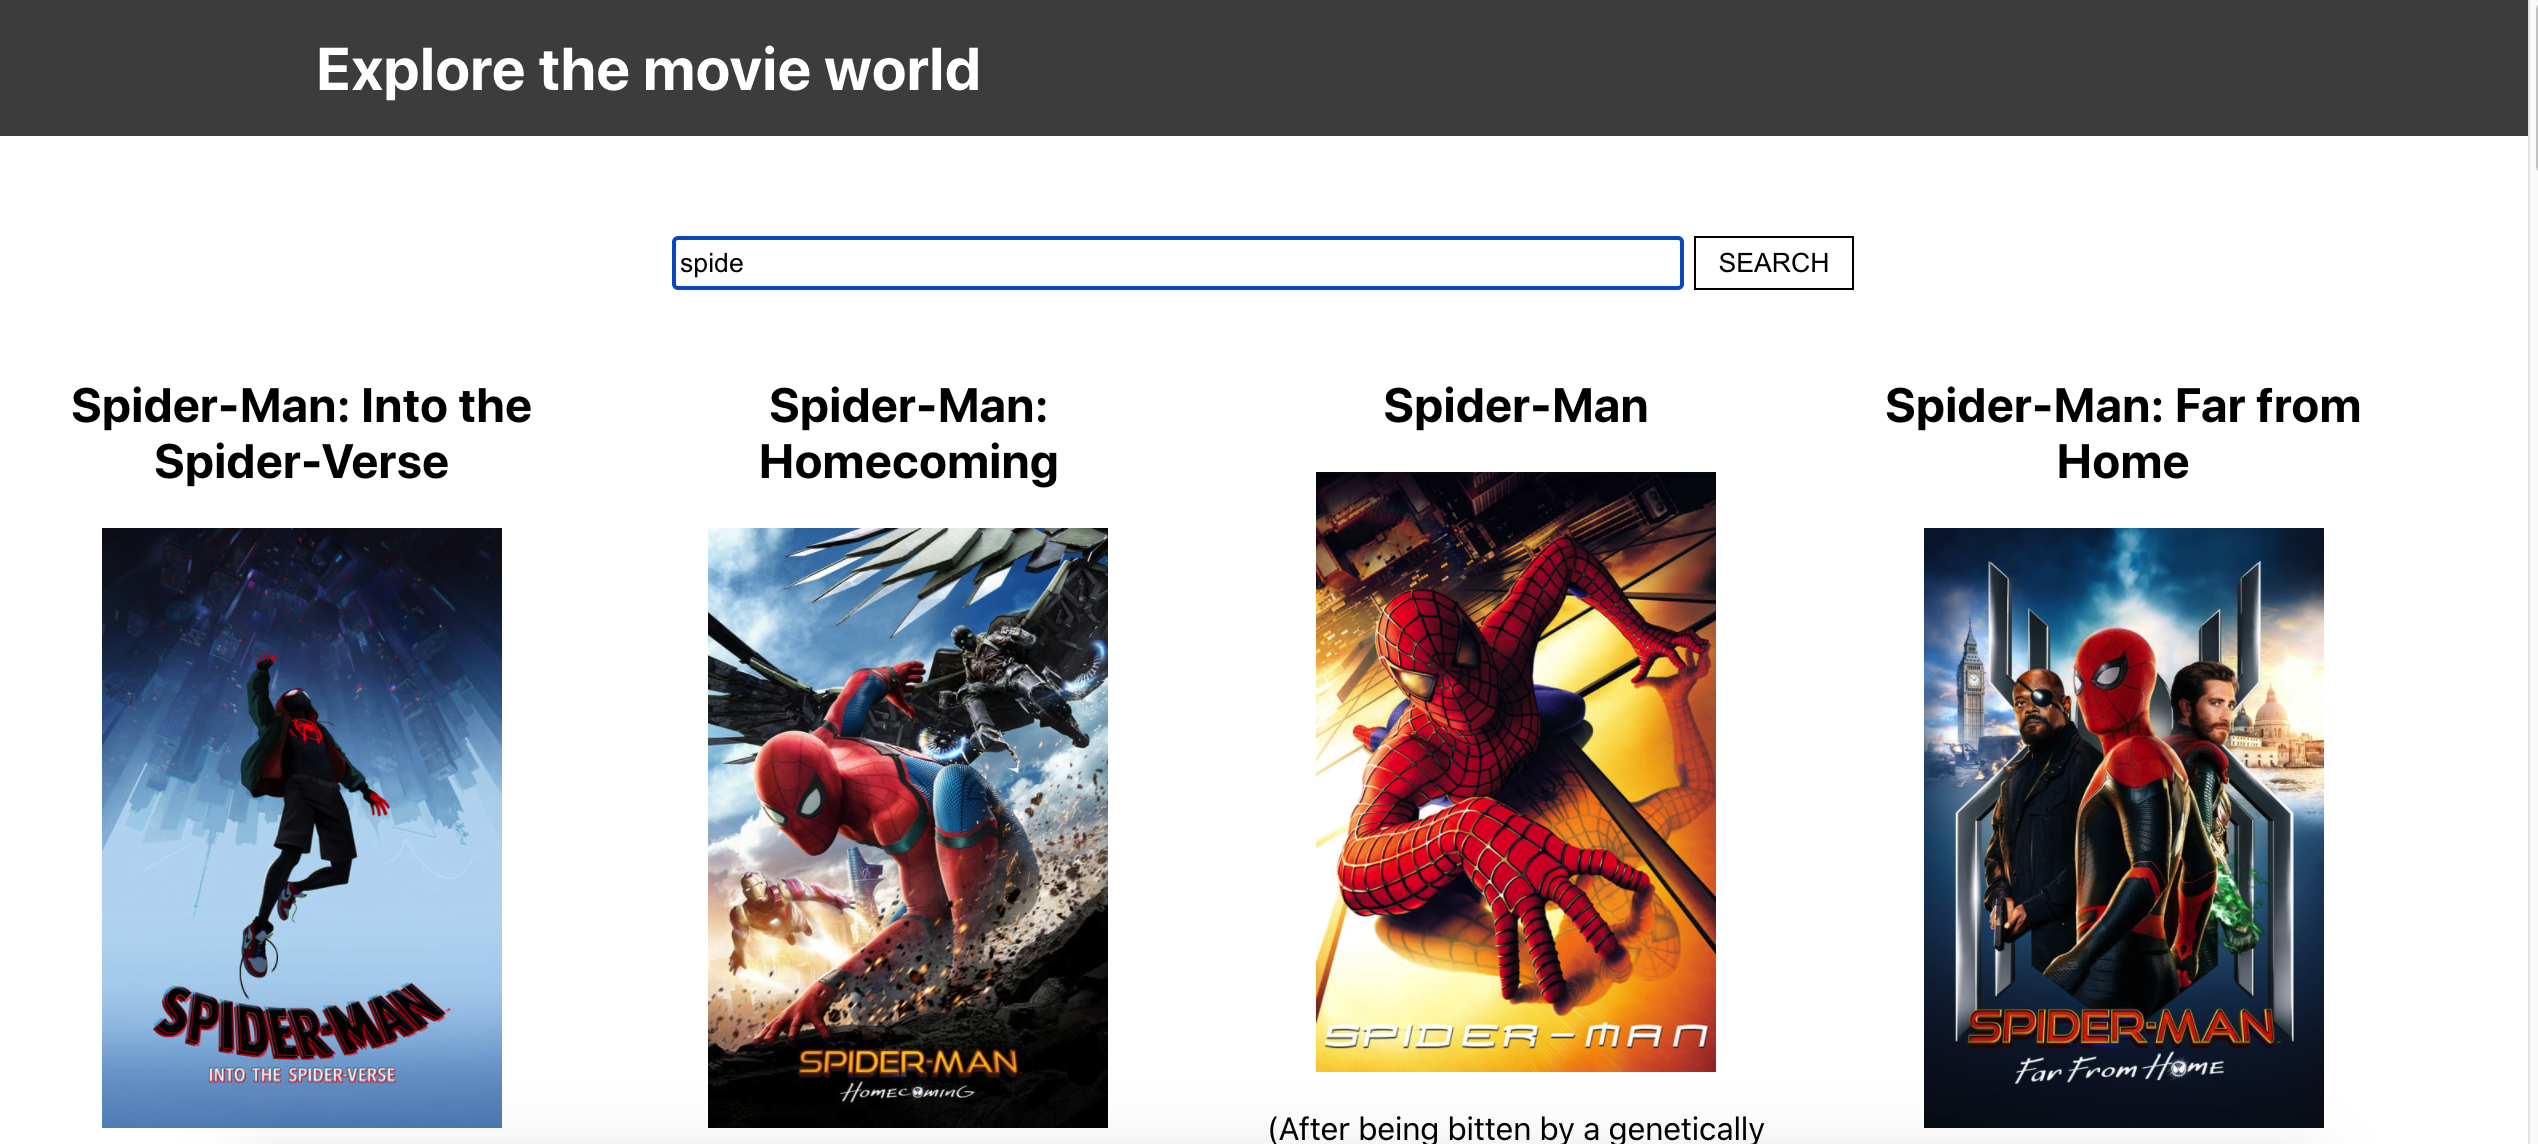 Explore the movie world
spide
SEARCH
Spider-Man: Into the
Spider-Verse
Spider-Man:
Homecoming
Spider-Man
Spider-Man: Far from
Home
SPIDER-MAN
INTO THE SPIDER-VERSE
SPIDER-MAN
HOMECOMING
SPIDER-MAN
SPIDER-MAN
Far From Home
(After being bitten by a genetically